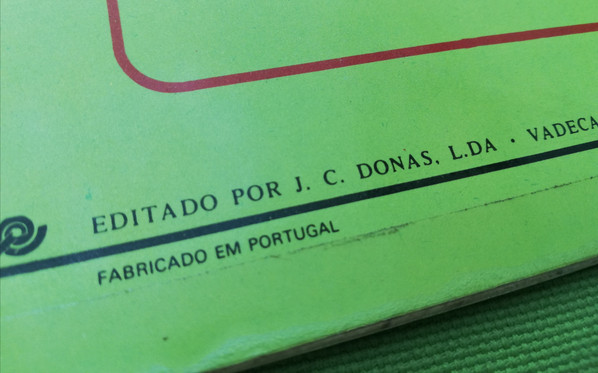 EDITADO POR J. C. DONAS, L.DA · VADECA
FABRICADO EM PORTUGAL